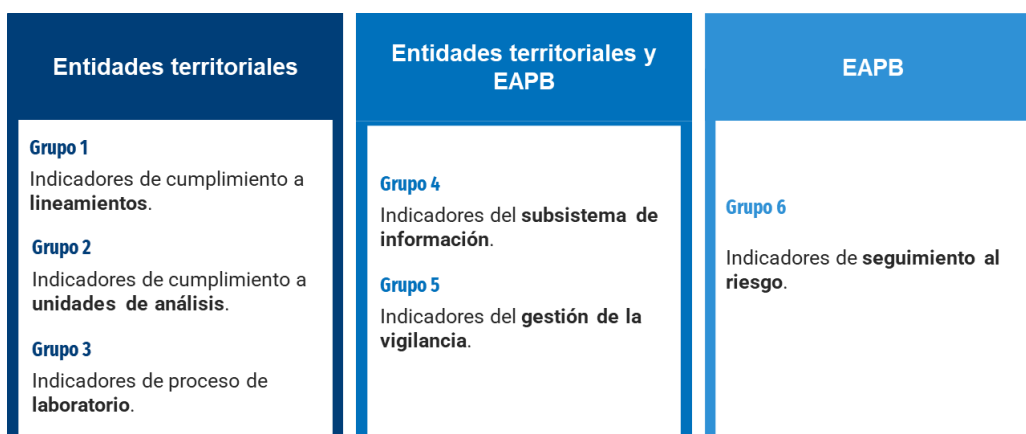 Entidades territoriales
Grupo 1
Indicadores de cumplimiento a
lineamientos.
Grupo 2
Indicadores de cumplimiento a
unidades de análisis.
Grupo 3
Indicadores de proceso de
laboratorio.
Entidades territoriales y
EAPB
Grupo 4
Indicadores del subsistema de
información.
Grupo 5
Indicadores del gestión de la
vigilancia.
EAPB
Grupo 6
Indicadores de seguimiento al
riesgo.